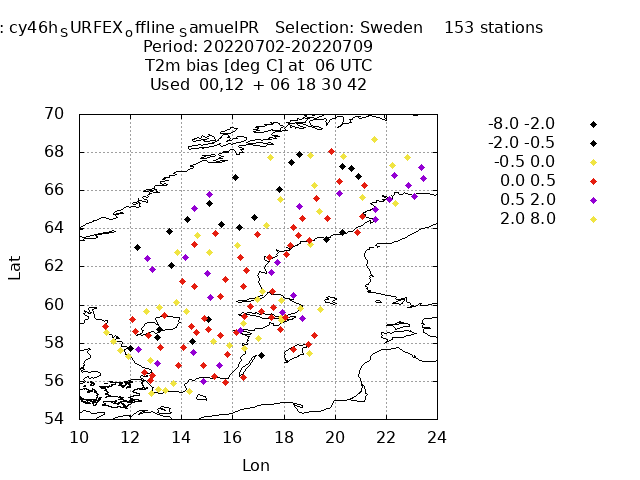 : cy46h_SURFEX_offline_SamuelPR   Selection: Sweden     153 stations
Period: 20220702-20220709
T2m bias [deg C] at  06 UTC
Used  00,12  + 06 18 30 42
-8.0 -2.0
-2.0 -0.5
-0.5 0.0
0.0 0.5
0.5 2.0
2.0 8.0
70
68
66
64
62
60
58
56
54
Lat
10 12 14 16 18 20 22 24
Lon